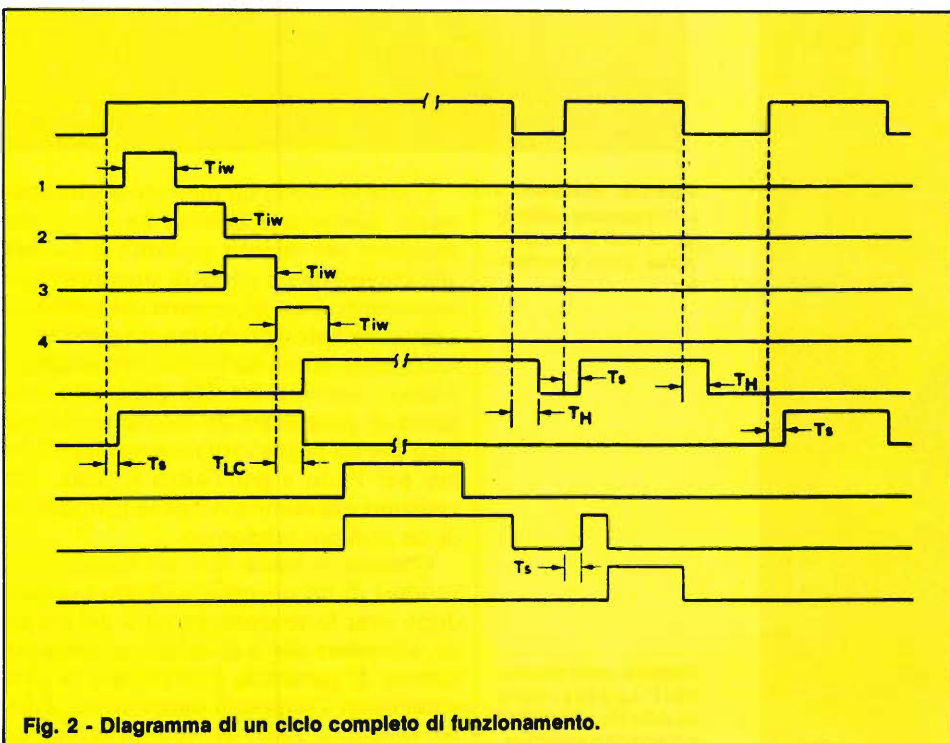 Tiw
1
Tiw
2
Tiw
3
Tiw
4
Ts TH
TH
Ts TLC Ts
Ts
Fig. 2 - Diagramma di un ciclo completo di funzionamento.